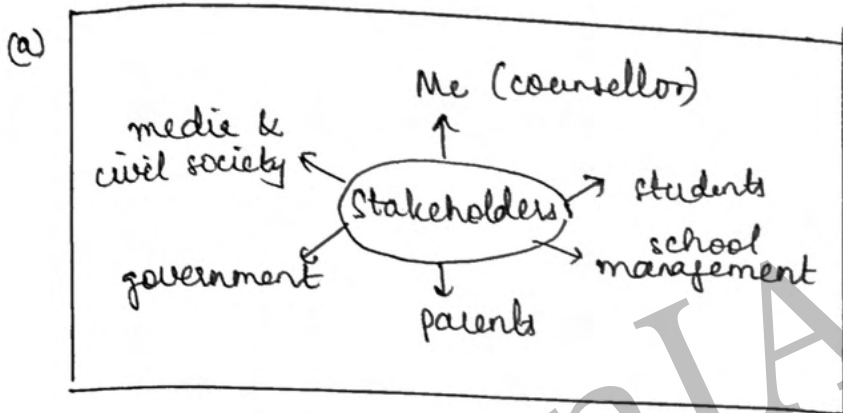 (a)
Me (counsellor)
media &
civil society
Stakeholders
students
school
management
government
parents